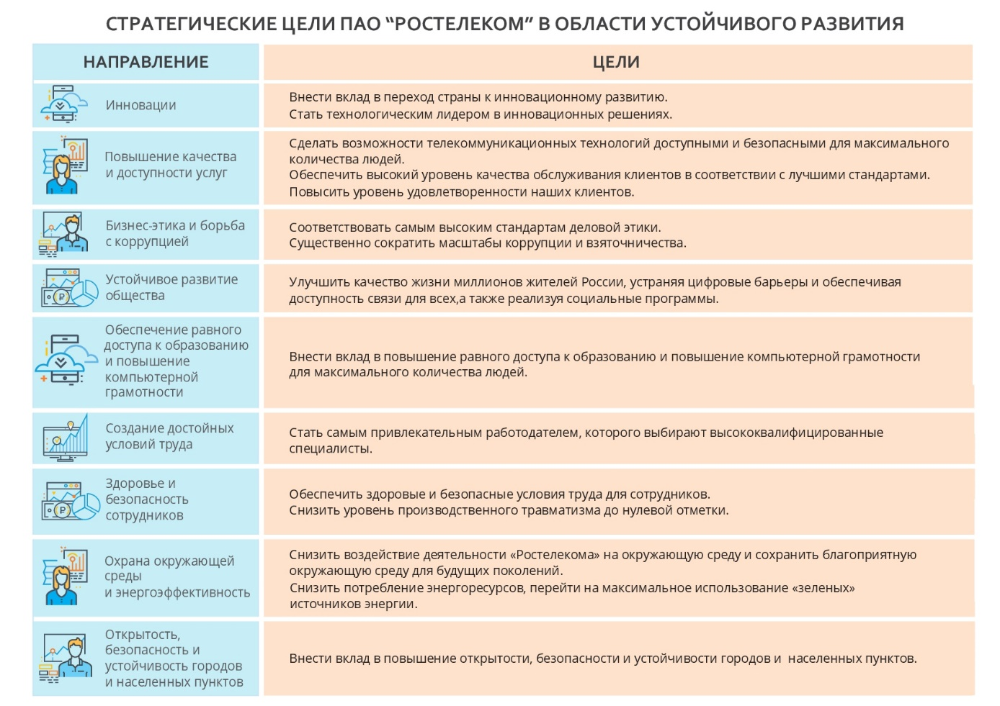 СТРАТЕГИЧЕСКИЕ ЦЕЛИ ПАО “РОСТЕЛЕКОМ” В ОБЛАСТИ УСТОЙЧИВОГО РАЗВИТИЯ
НАПРАВЛЕНИЕ
ЦЕЛИ
Инновации
Внести вклад в переход страны к инновационному развитию.
Стать технологическим лидером в инновационных решениях.
Повышение качества
и доступности услуг
Сделать возможности телекоммуникационных технологий доступными и безопасными для максимального
количества людей.
Обеспечить высокий уровень качества обслуживания клиентов в соответствии с лучшими стандартами.
Повысить уровень удовлетворенности наших клиентов.
Бизнес-этика и борьба
с коррупцией
Соответствовать самым высоким стандартам деловой этики.
Существенно сократить масштабы коррупции и взяточничества.
Устойчивое развитие
общества
Улучшить качество жизни миллионов жителей России, устраняя цифровые барьеры и обеспечивая
доступность связи для всех,а также реализуя социальные программы.
Обеспечение равного
доступа к образованию
и повышение
компьютерной
грамотности
Внести вклад в повышение равного доступа к образованию и повышение компьютерной грамотности
для максимального количества людей.
Создание достойных
условий труда
Стать самым привлекательным работодателем, которого выбирают высококвалифицированные
специалисты.
Здоровье и
безопасность
сотрудников
Обеспечить здоровые и безопасные условия труда для сотрудников.
Снизить уровень производственного травматизма до нулевой отметки.
Охрана окружающей
среды
и энергоэффективность
Снизить воздействие деятельности «Ростелекома» на окружающую среду и сохранить благоприятную
окружающую среду для будущих поколений.
Снизить потребление энергоресурсов, перейти на максимальное использование «зеленых»
источников энергии.
Открытость,
безопасность и
устойчивость городов
и населенных пунктов
Внести вклад в повышение открытости, безопасности и устойчивости городов и  населенных пунктов.